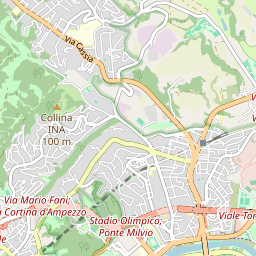 Via Cassia
Collina
INA
100 m
Via Mario Fani;
Cortina d'Ampezzo
Stadio Olimpico;
Ponte Milvio
Viale Tor